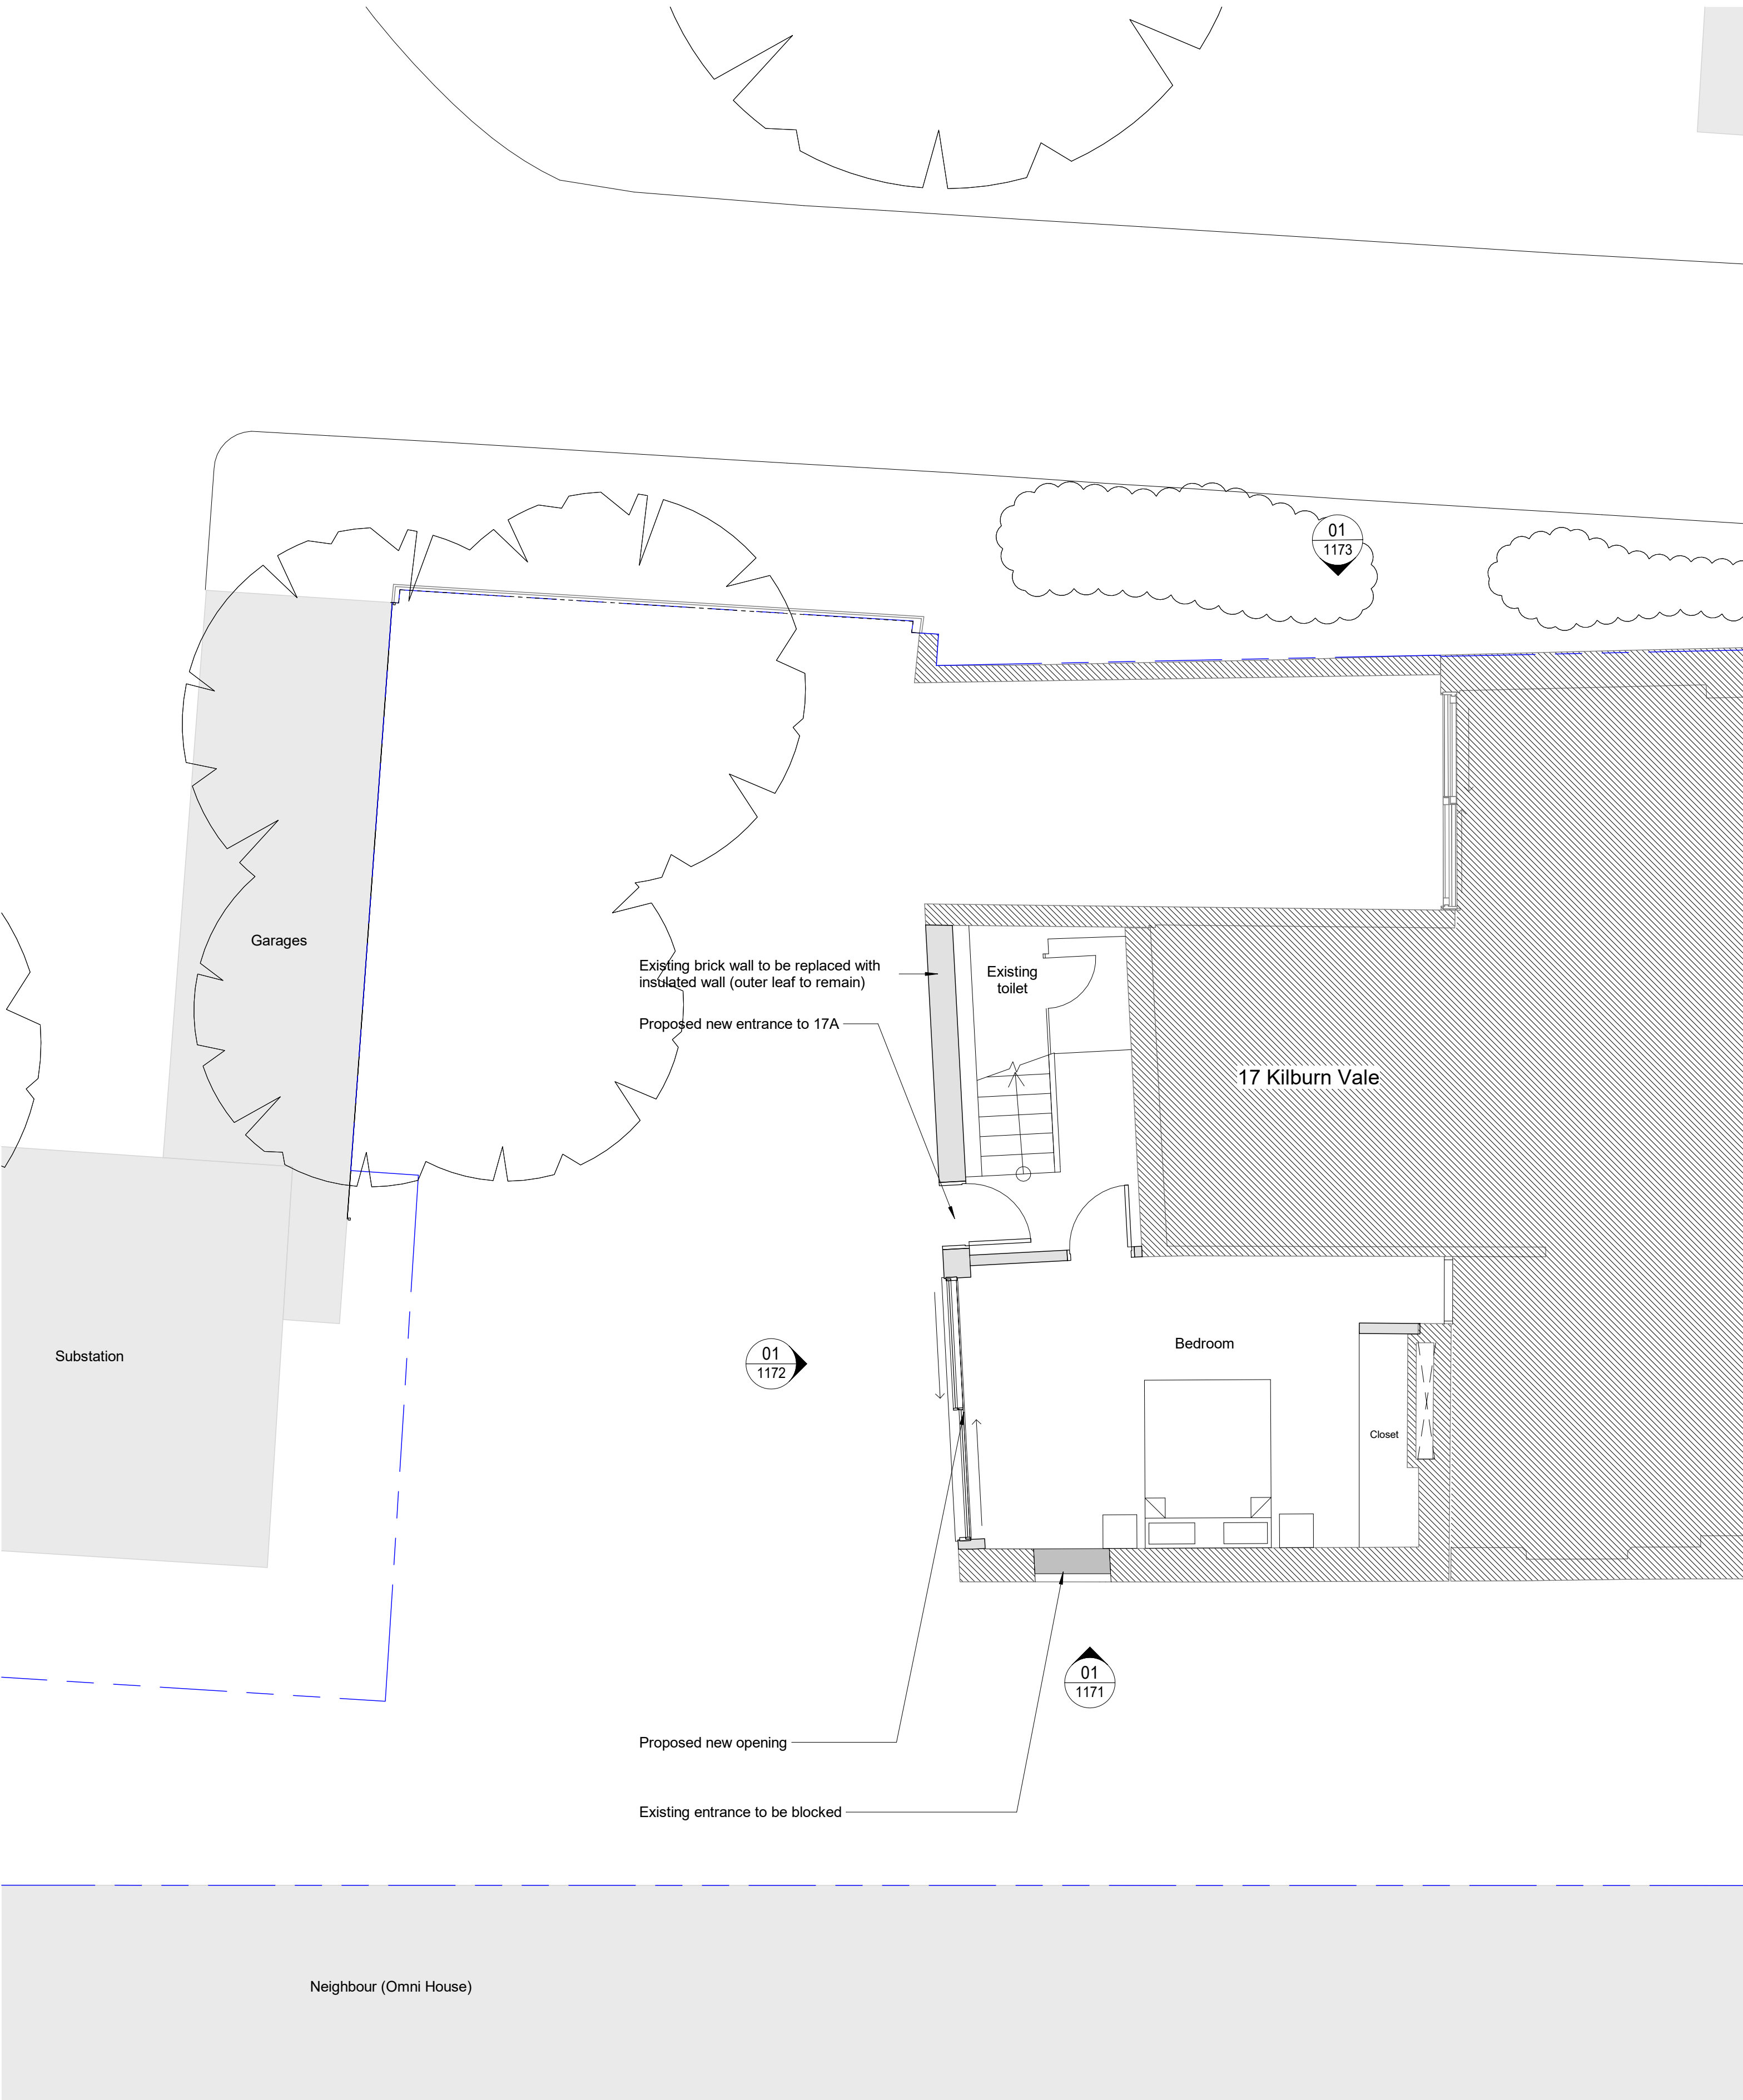 01
1173
Garages
Existing brick wall to be replaced with
insulated wall (outer leaf to remain)
Existing
toilet
Proposed new entrance to 17A
17 Kilburn Vale
Substation
01
1172
Bedroom
Closet
01
1171
Proposed new opening
Existing entrance to be blocked
Neighbour (Omni House)